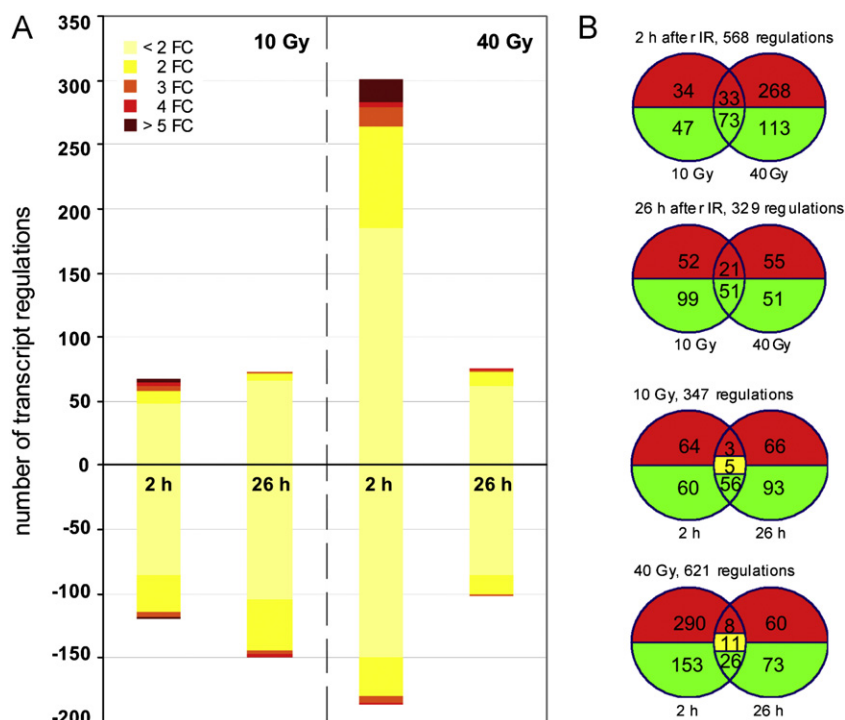 A
350
300
250
200
150
100
50
0
-50
-100
-150
-200
number of transcript regulations
< 2 FC
2 FC
3 FC
4 FC
> 5 FC
10 Gy
40 Gy
2 h
26 h
2 h
26 h
B
2 h after IR, 568 regulations
34 33 268
47 73 113
10 Gy 40 Gy
26 h after IR, 329 regulations
52 21 55
99 51 51
10 Gy 40 Gy
10 Gy, 347 regulations
64 3 66
5
60 56 93
2 h 26 h
40 Gy, 621 regulations
290 8 60
11
153 26 73
2 h 26 h